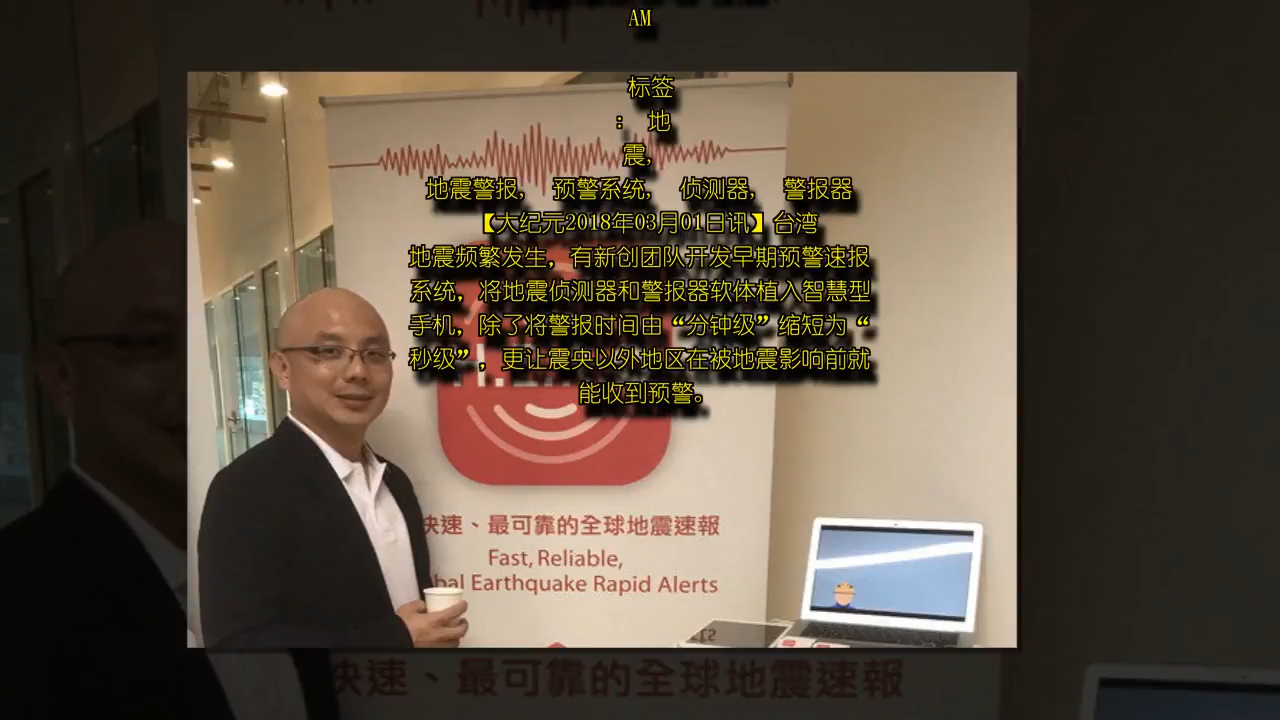 AM
标签
： 地
震,
地震警报, 预警系统, 侦测器, 警报器
【大纪元2018年03月01日讯】台湾
地震频繁发生，有新创团队开发早期预警速报
系统，将地震侦测器和警报器软体植入智慧型
手机，除了将警报时间由“分钟级”缩短为“
秒级”，更让震央以外地区在被地震影响前就
能收到预警。
快速、最可靠的全球地震速報
Fast, Reliable,
Earthquake Rapid Alerts
快速、最可靠的全球地震速報